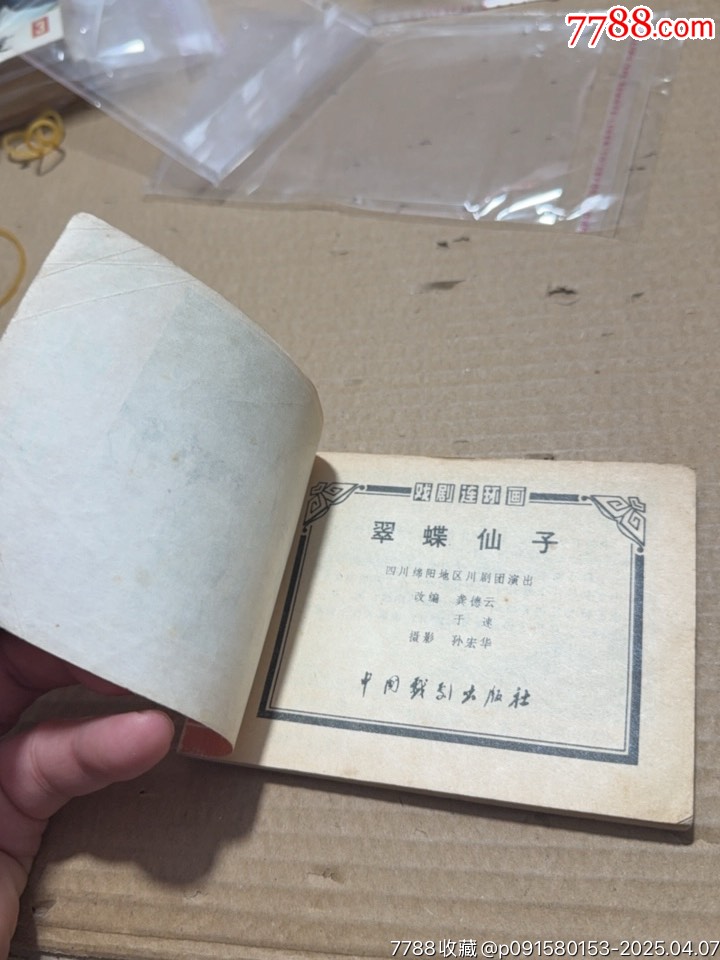 7788.com
3
戏剧连环画
翠蝶仙子
四川绵阳地区川剧团演出
改编 龚德云
于速
摄影 孙宏华
中国戏剧出版社
7788收藏@p091580153-2025.04.07